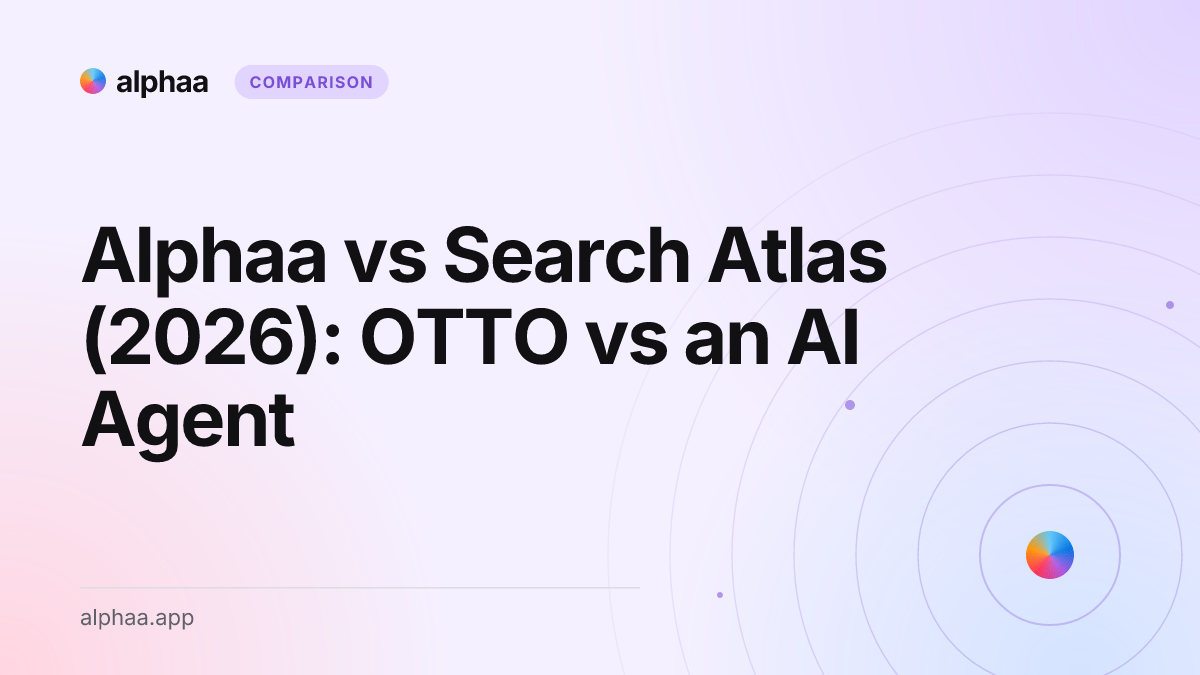 alphaa COMPARISON
Alphaa vs Search Atlas
(2026): OTTO vs an AI
Agent
alphaa.app